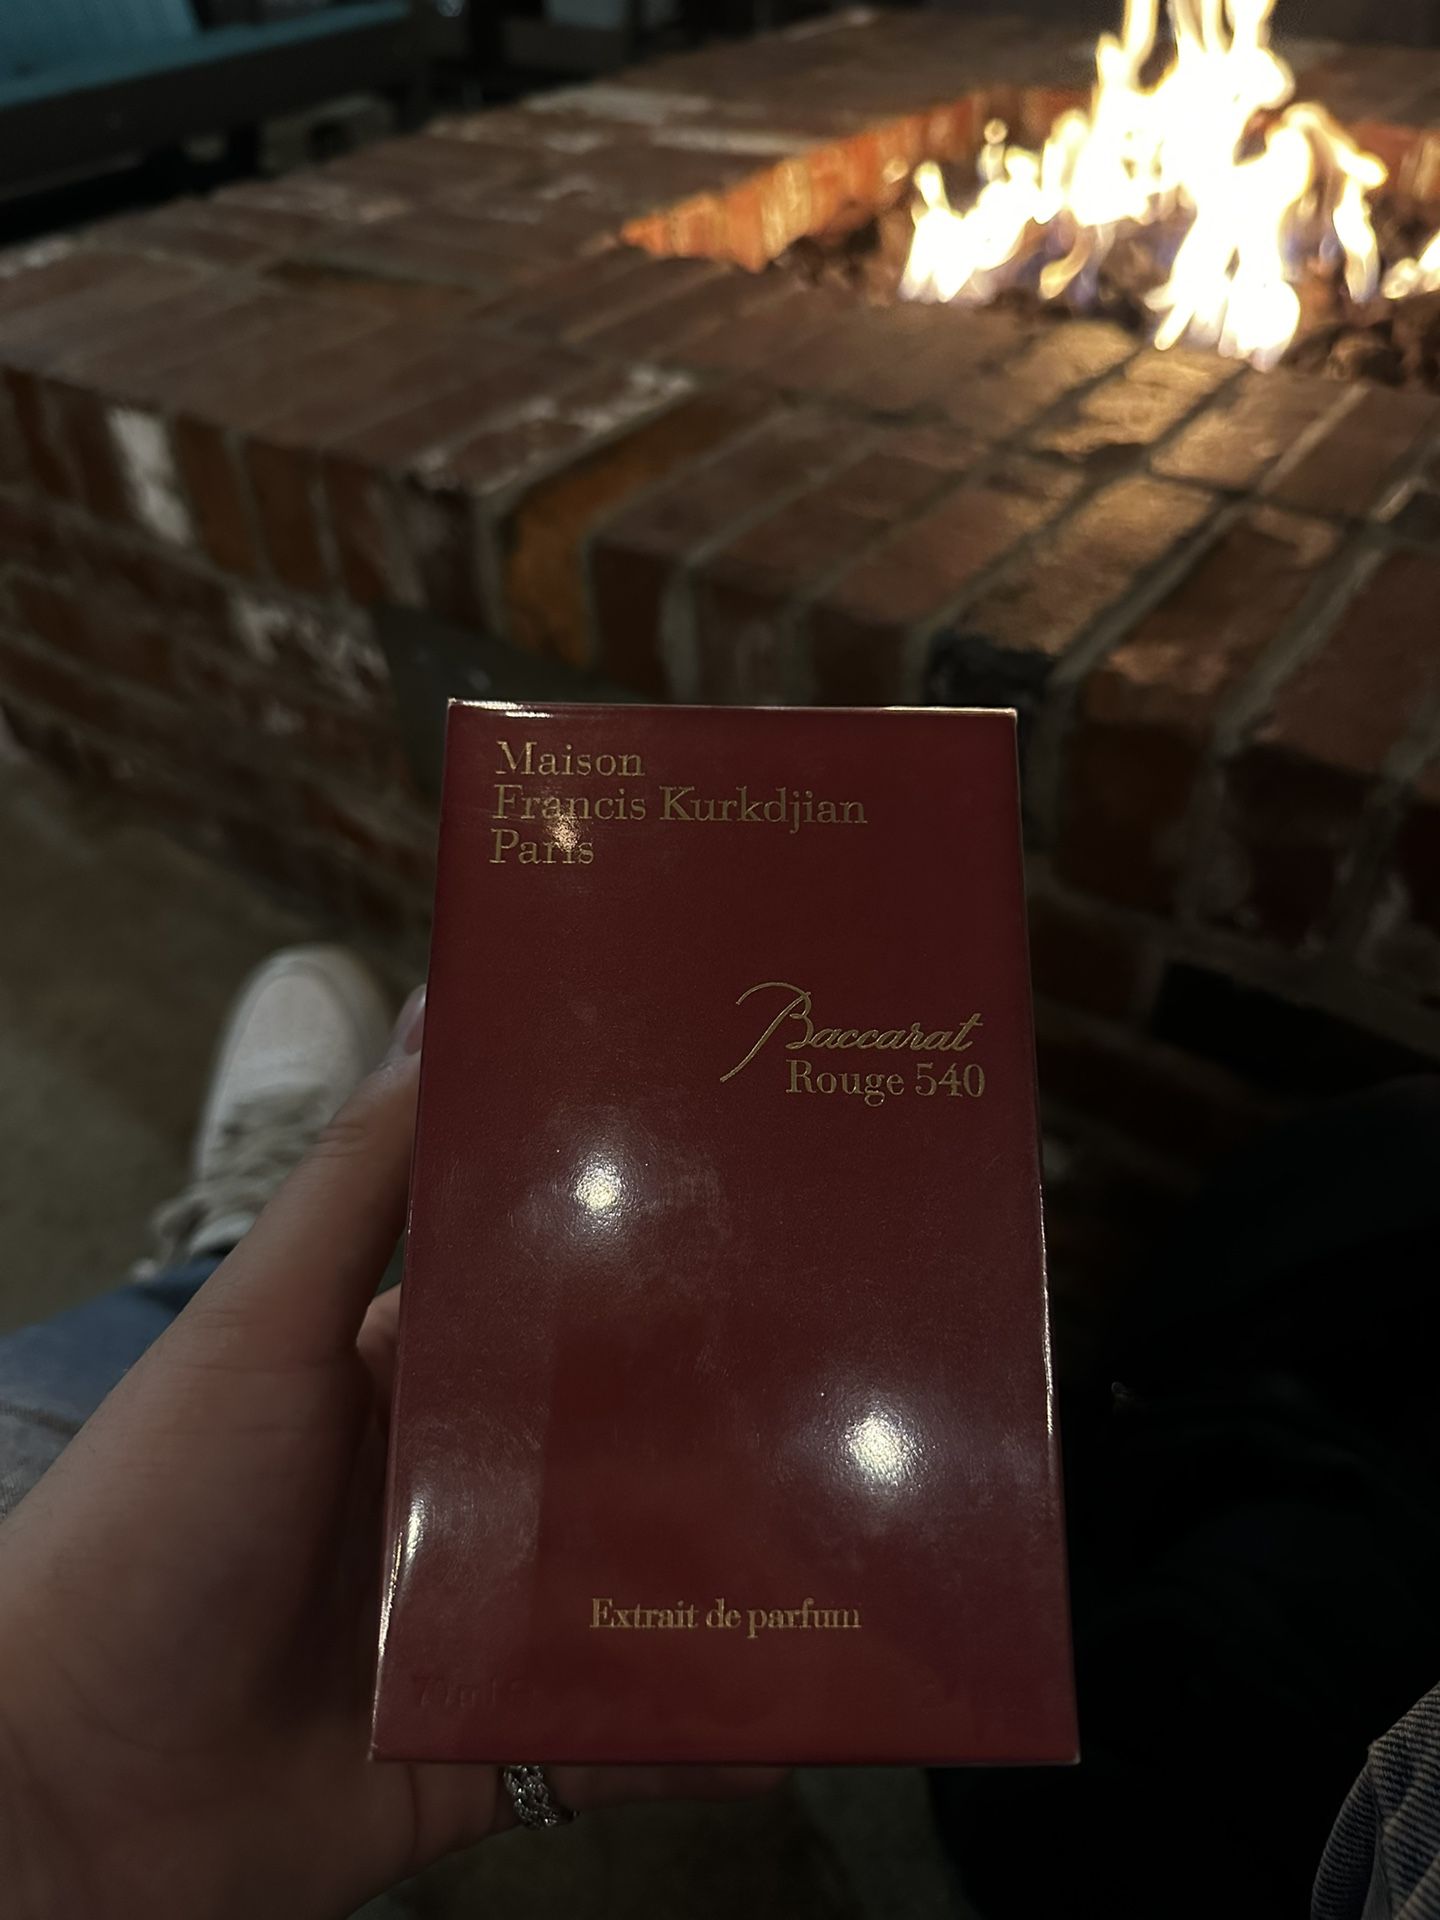 Maison
Francis Kurkdjian
Paris
Baccarat
Rouge 540
Extrait de parfum